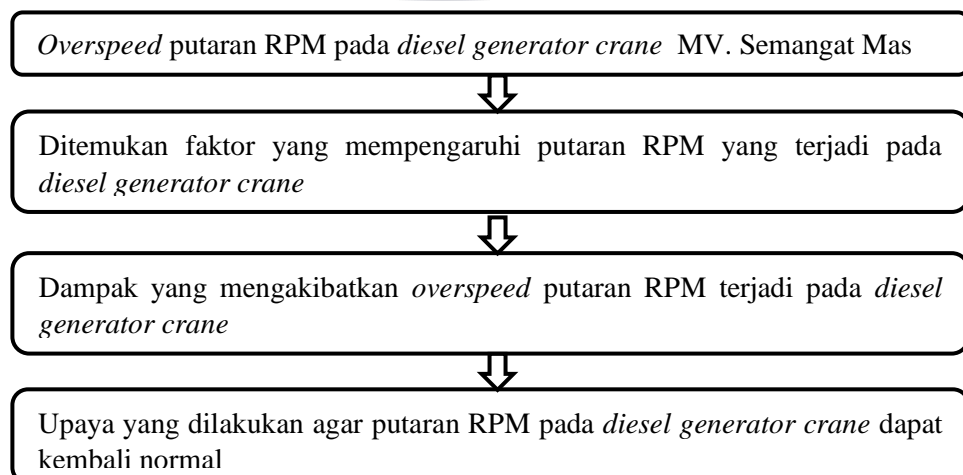 Overspeed putaran RPM pada diesel generator crane MV. Semangat Mas
Ditemukan faktor yang mempengaruhi putaran RPM yang terjadi pada
diesel generator crane
Dampak yang mengakibatkan overspeed putaran RPM terjadi pada diesel
generator crane
Upaya yang dilakukan agar putaran RPM pada diesel generator crane dapat
kembali normal